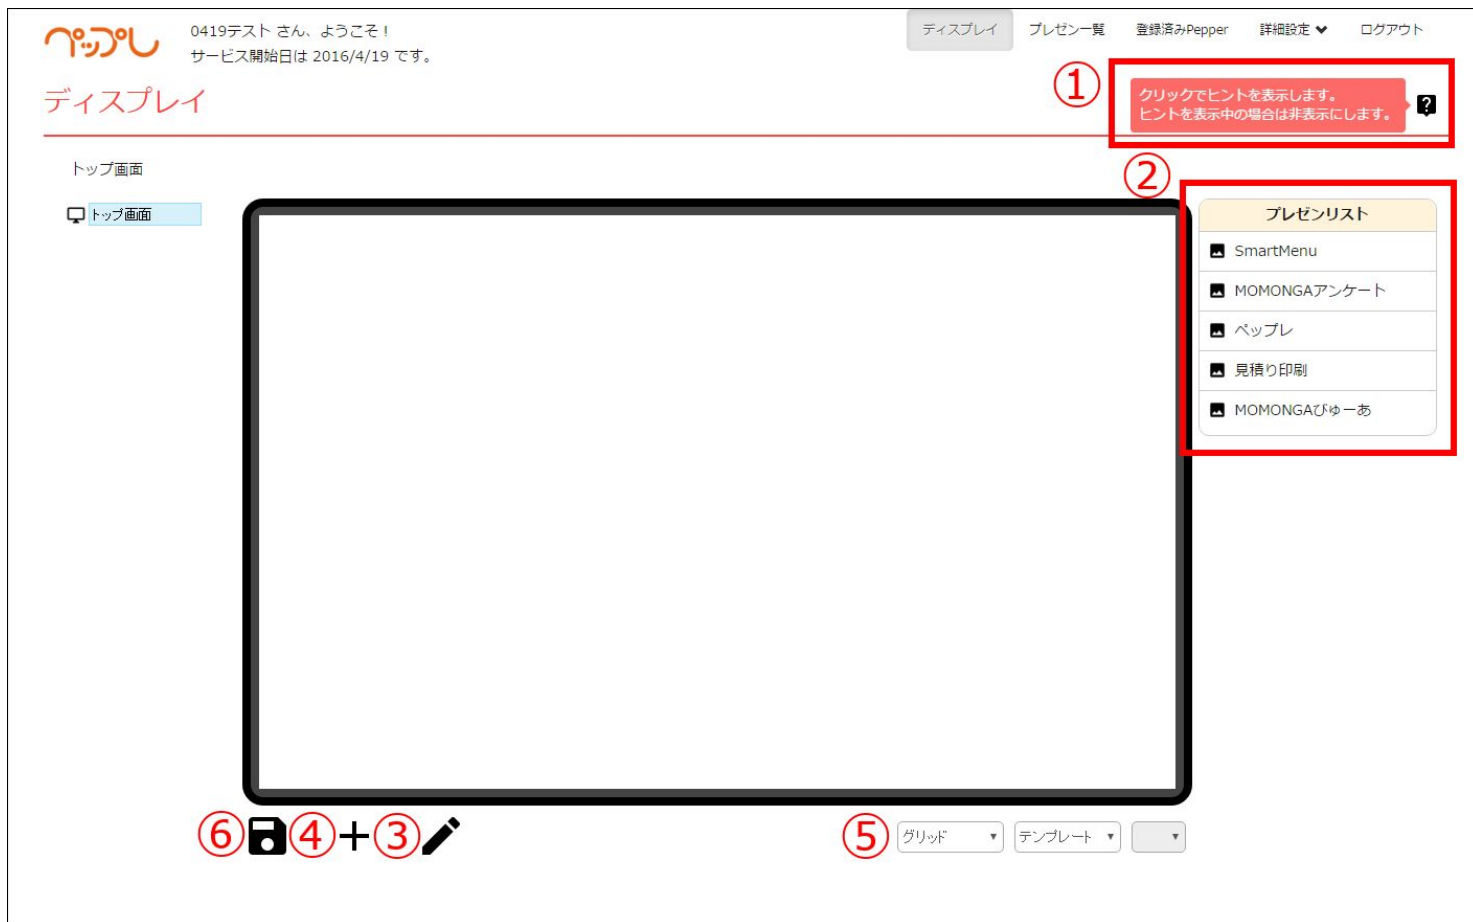 ペップレ
0419テスト さん、ようこそ！
サービス開始日は 2016/4/19 です。
ディスプレイ
プレゼン一覧
登録済みPepper
詳細設定
ログアウト
ディスプレイ
①
クリックでヒントを表示します。
ヒントを表示中の場合は非表示にします。
?
トップ画面
②
トップ画面
プレゼンリスト
SmartMenu
MOMONGAアンケート
ペップレ
見積り印刷
MOMONGAびゅーあ
⑥
④
③
⑤
グリッド
テンプレート